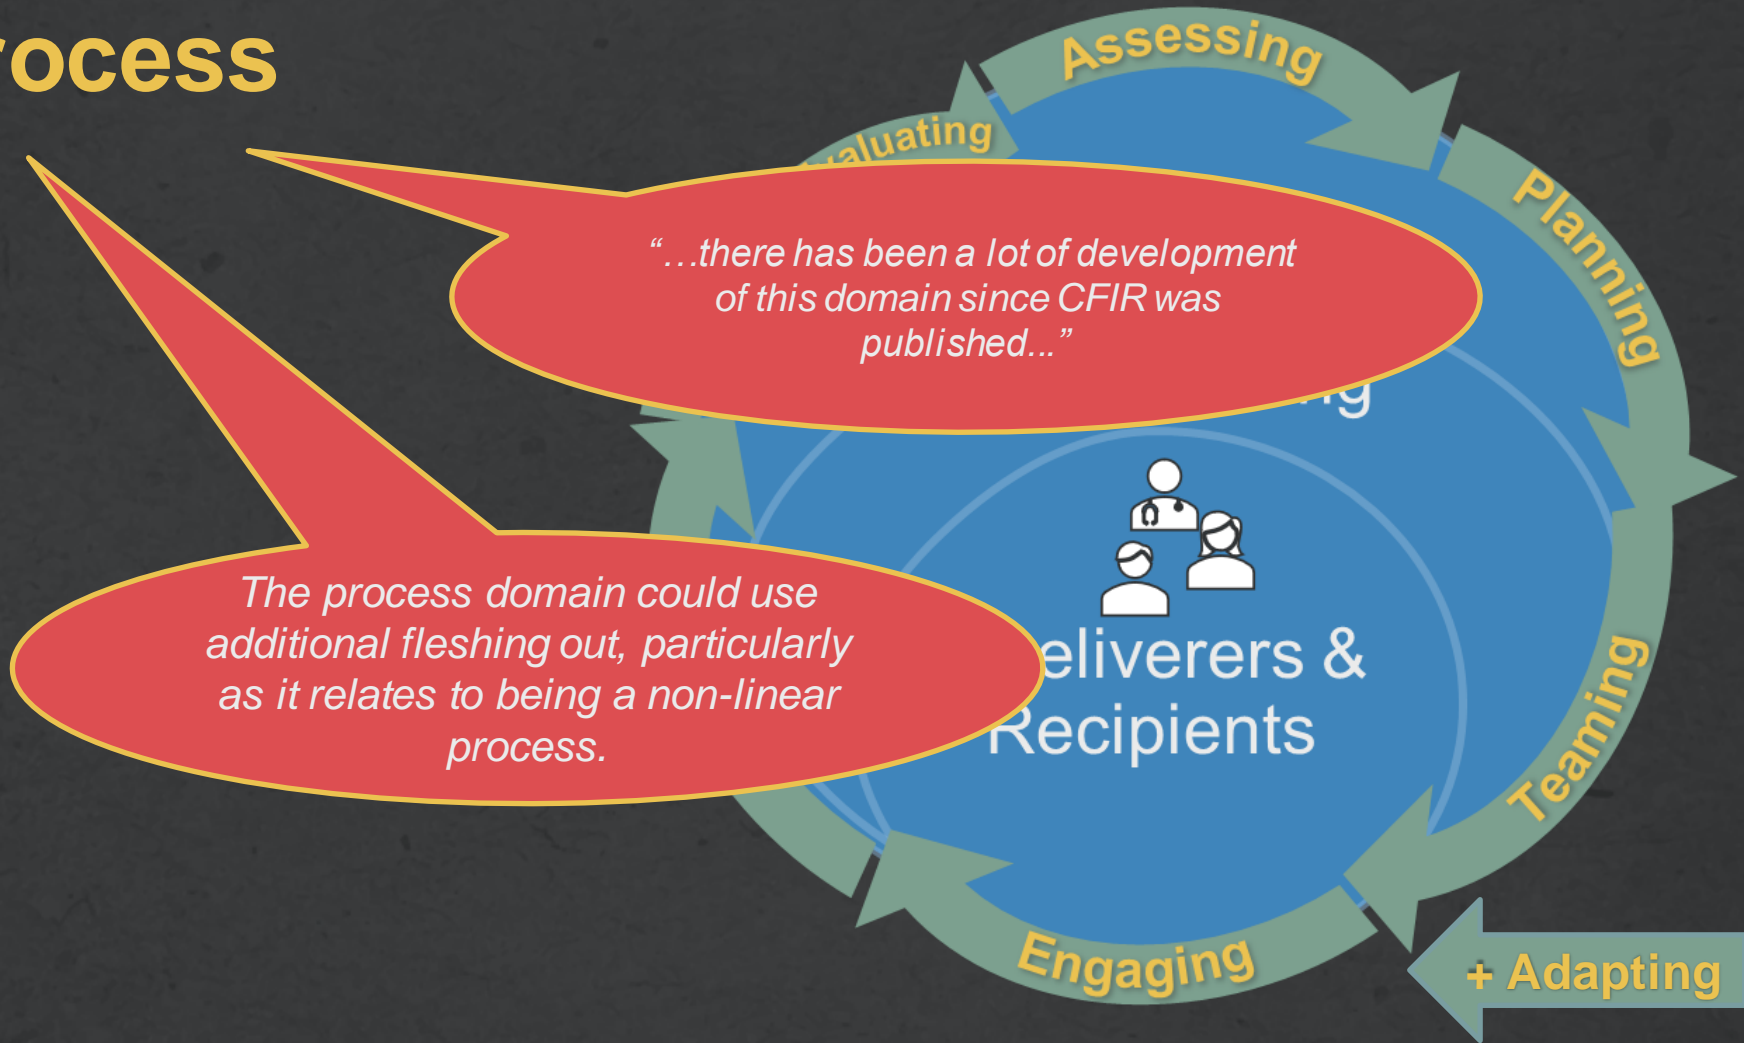 rocess
Assessing
valuating
Planning
“…there has been a lot of development
of this domain since CFIR was
published...”
ng
The process domain could use
additional fleshing out, particularly
as it relates to being a non-linear
process.
eliverers &
Recipients
Teaming
Engaging
+ Adapting